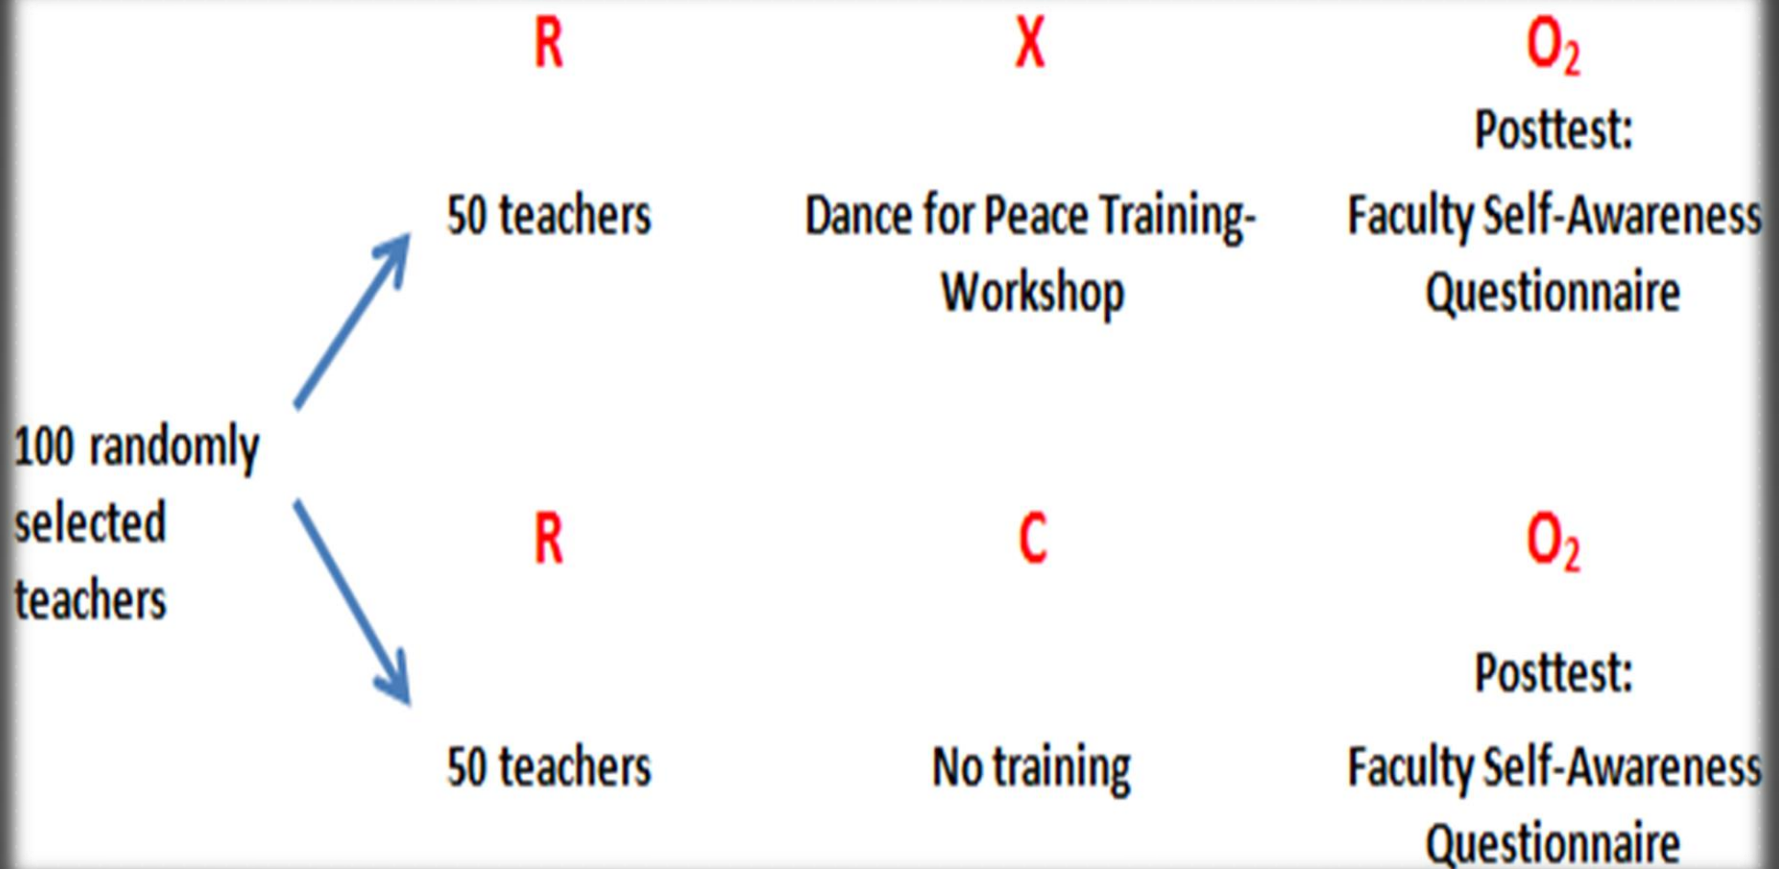 R X O₂
Posttest:
50 teachers Dance for Peace Training- Faculty Self-Awareness
Workshop Questionnaire
100 randomly
selected
teachers
R C O₂
Posttest:
50 teachers No training Faculty Self-Awareness
Questionnaire